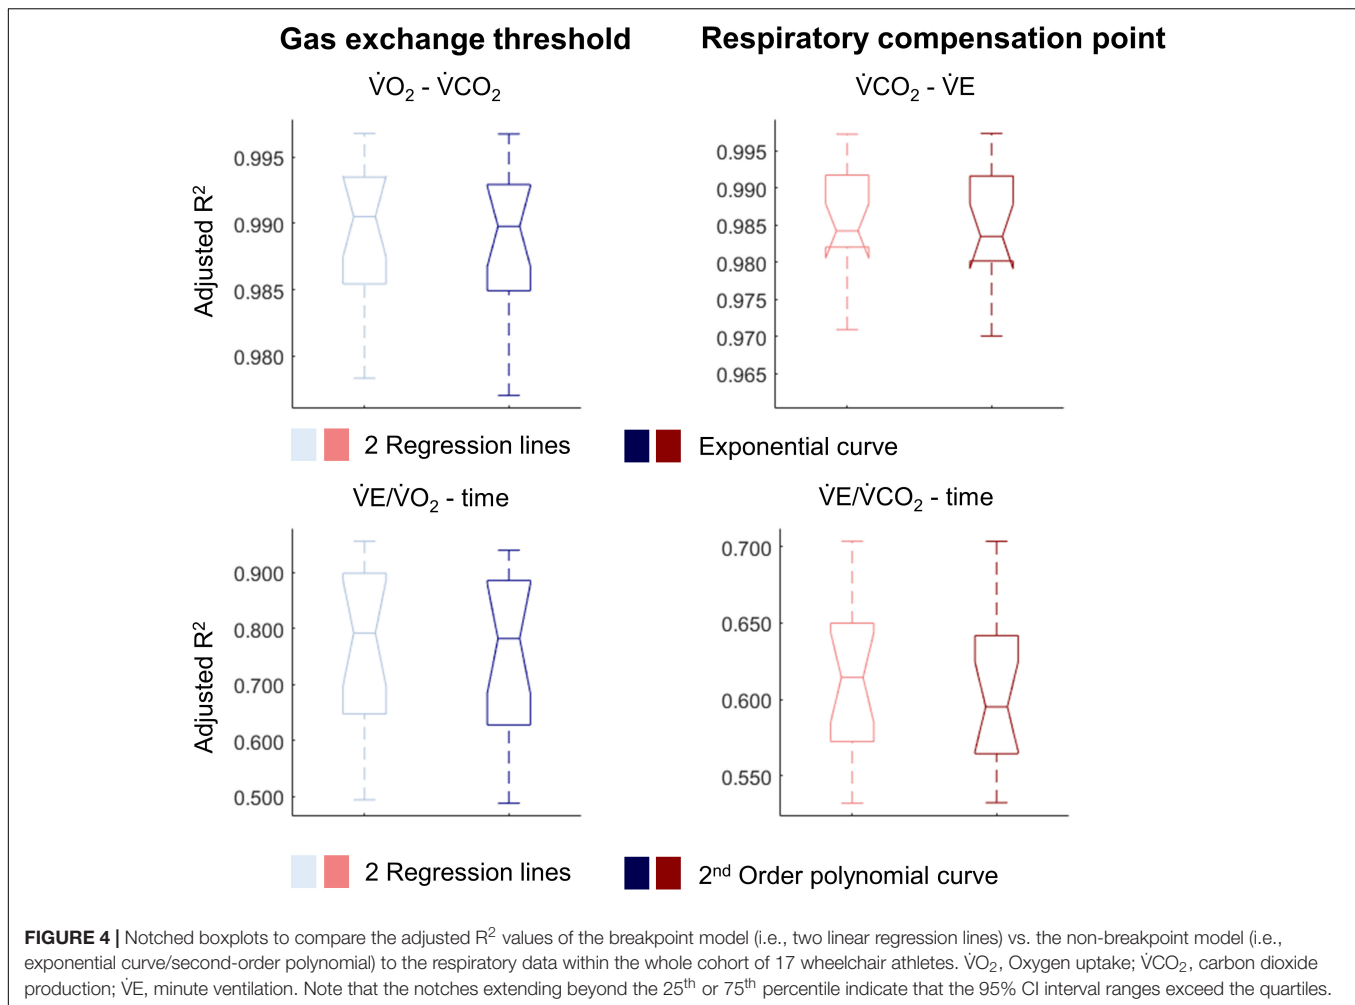 Gas exchange threshold
Respiratory compensation point
V̇O₂ - V̇CO₂
V̇CO₂ - V̇E
Adjusted R²
0.995
0.990
0.985
0.980
0.995
0.990
0.985
0.980
0.975
0.970
0.965
2 Regression lines
Exponential curve
V̇E/V̇O₂ - time
V̇E/V̇CO₂ - time
Adjusted R²
0.900
0.800
0.700
0.600
0.500
0.700
0.650
0.600
0.550
2 Regression lines
2ⁿᵈ Order polynomial curve
FIGURE 4 | Notched boxplots to compare the adjusted R² values of the breakpoint model (i.e., two linear regression lines) vs. the non-breakpoint model (i.e.,
exponential curve/second-order polynomial) to the respiratory data within the whole cohort of 17 wheelchair athletes. V̇O₂, Oxygen uptake; V̇CO₂, carbon dioxide
production; V̇E, minute ventilation. Note that the notches extending beyond the 25ᵗʰ or 75ᵗʰ percentile indicate that the 95% CI interval ranges exceed the quartiles.